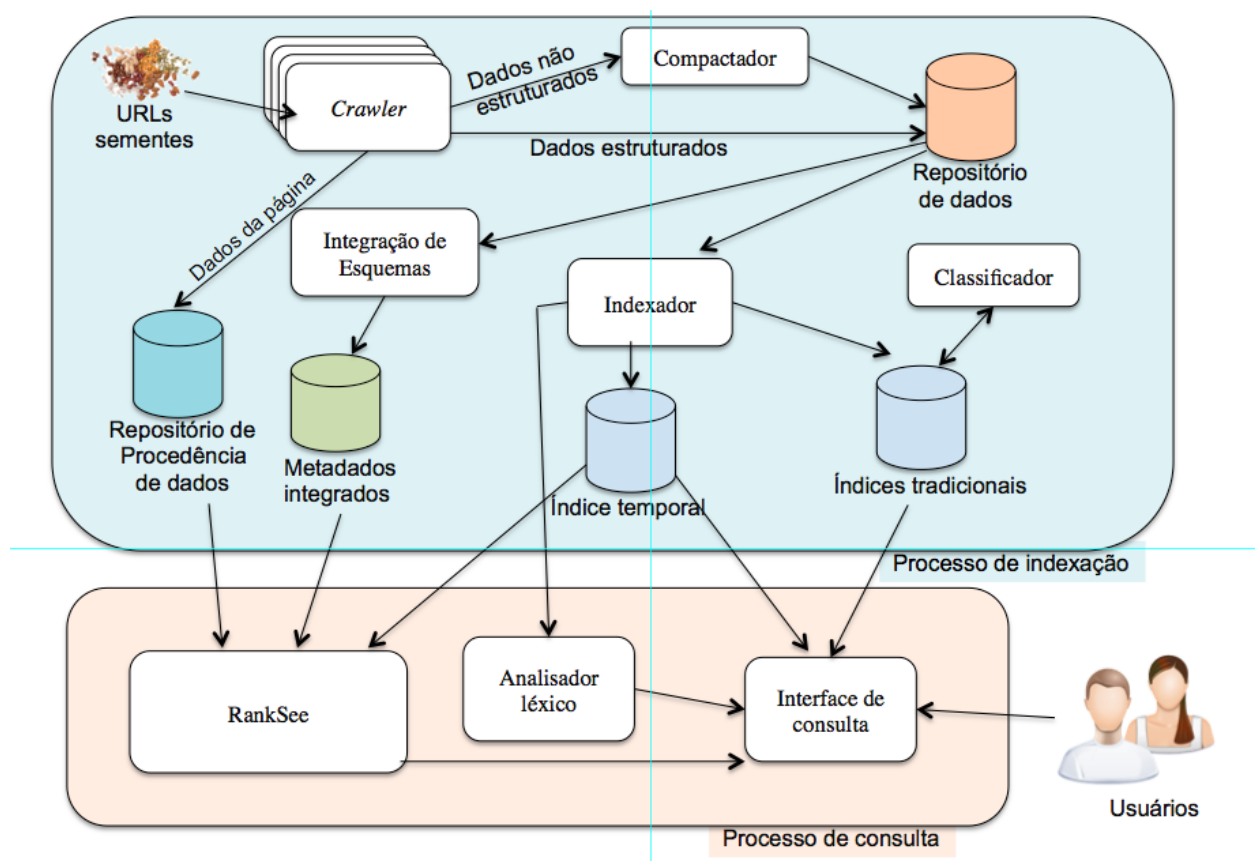 URLs
sementes
Crawler
Dados não
estruturados
Compactador
Dados estruturados
Repositório
de dados
Dados da página
Integração de
Esquemas
Indexador
Classificador
Repositório de
Procedência
de dados
Metadados
integrados
Índice temporal
Índices tradicionais
Processo de indexação
RankSee
Analisador
léxico
Interface de
consulta
Usuários
Processo de consulta